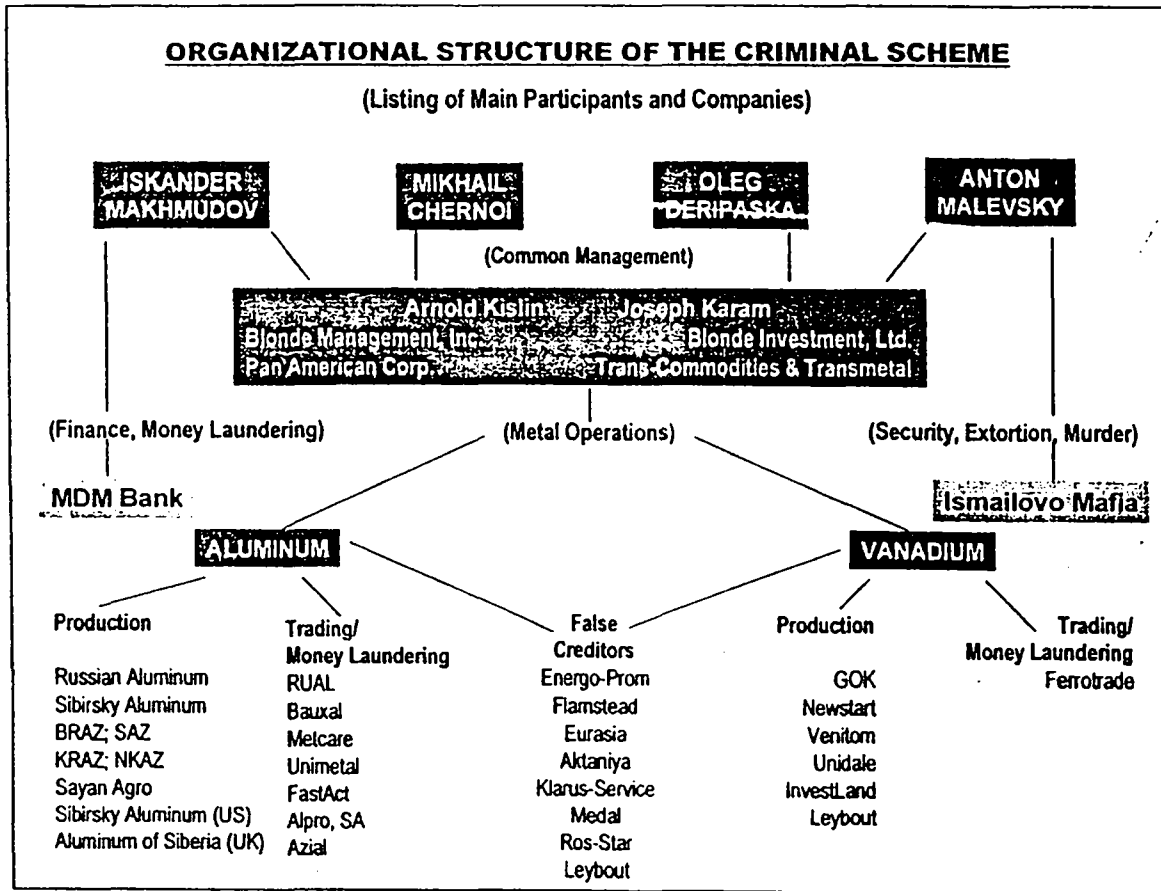 ORGANIZATIONAL STRUCTURE OF THE CRIMINAL SCHEME
(Listing of Main Participants and Companies)
ISKANDER
MAKHMUDOV
MIKHAIL
CHERNOI
OLEG
DERIPASKA
ANTON
MALEVSKY
(Common Management)
Arnold Kislin Joseph Karam
Blonde Management, Inc. Blonde Investment, Ltd.
Pan American Corp. Trans-Commodities & Transmetal
(Finance, Money Laundering)
(Metal Operations)
(Security, Extortion, Murder)
MDM Bank
Ismailovo Mafia
ALUMINUM
VANADIUM
Production
Russian Aluminum
Sibirsky Aluminum
BRAZ; SAZ
KRAZ; NKAZ
Sayan Agro
Sibirsky Aluminum (US)
Aluminum of Siberia (UK)
Trading/
Money Laundering
RUAL
Bauxal
Metcare
Unimetal
FastAct
Alpro, SA
Azial
False
Creditors
Energo-Prom
Flamstead
Eurasia
Aktaniya
Klarus-Service
Medal
Ros-Star
Leybout
Production
GOK
Newstart
Venitom
Unidale
InvestLand
Leybout
Trading/
Money Laundering
Ferrotrade